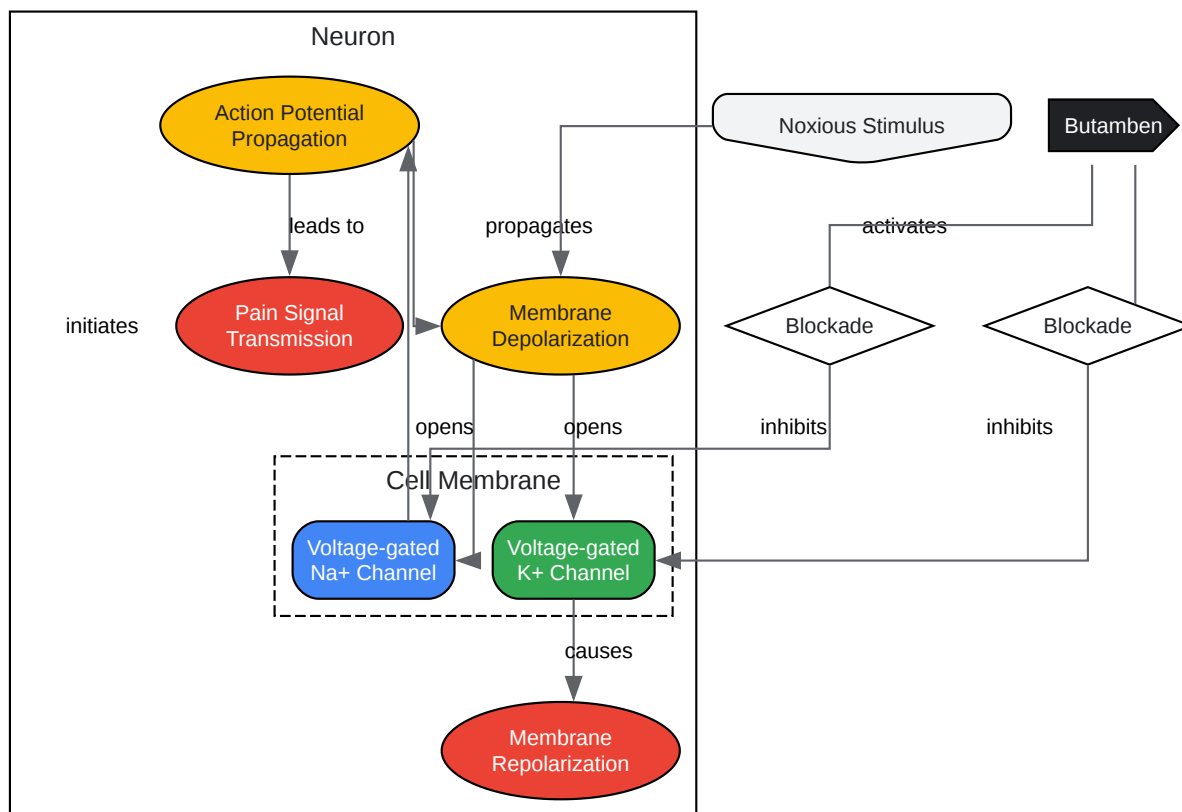 Neuron
Action Potential
Propagation
Noxious Stimulus
Butamben
leads to
propagates
activates
initiates
Pain Signal
Transmission
Membrane
Depolarization
Blockade
Blockade
opens
opens
inhibits
inhibits
Cell Membrane
Voltage-gated
Na+ Channel
Voltage-gated
K+ Channel
causes
Membrane
Repolarization